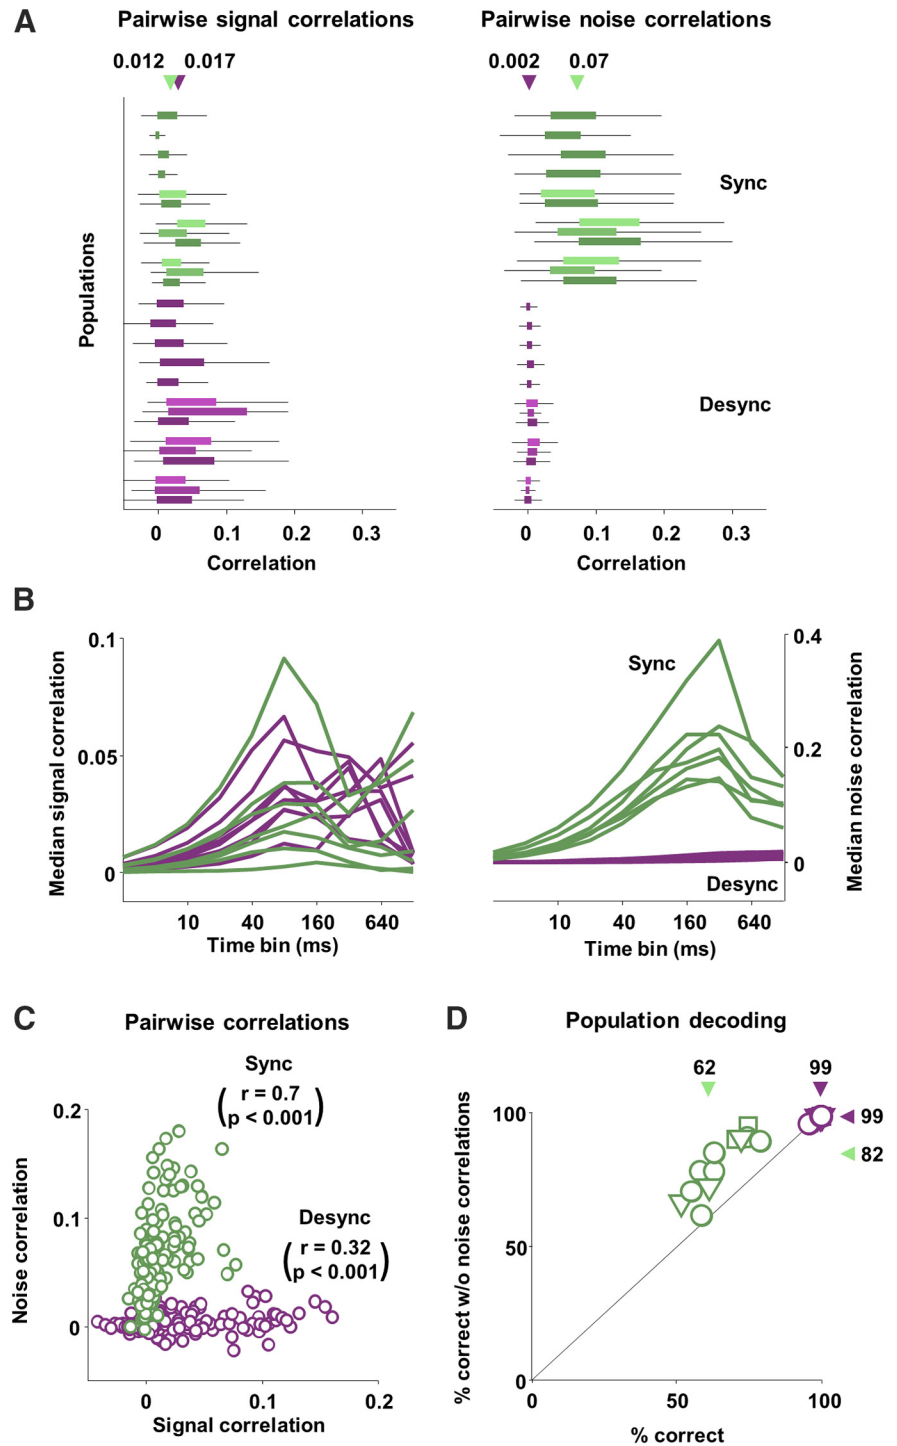 A
Pairwise signal correlations
Pairwise noise correlations
0.012
0.017
0.002
0.07
Populations
Sync
Desync
0
0.1
0.2
0.3
Correlation
0
0.1
0.2
0.3
Correlation
B
Median signal correlation
0.1
0.05
0
10
40
160
640
Time bin (ms)
Sync
Desync
0.4
0.2
0
Median noise correlation
10
40
160
640
Time bin (ms)
C
Pairwise correlations
Sync
( r = 0.7
p < 0.001 )
Desync
( r = 0.32
p < 0.001 )
Noise correlation
0.2
0.1
0
0
0.1
0.2
Signal correlation
D
Population decoding
62
99
99
82
% correct w/o noise correlations
100
50
0
0
50
100
% correct